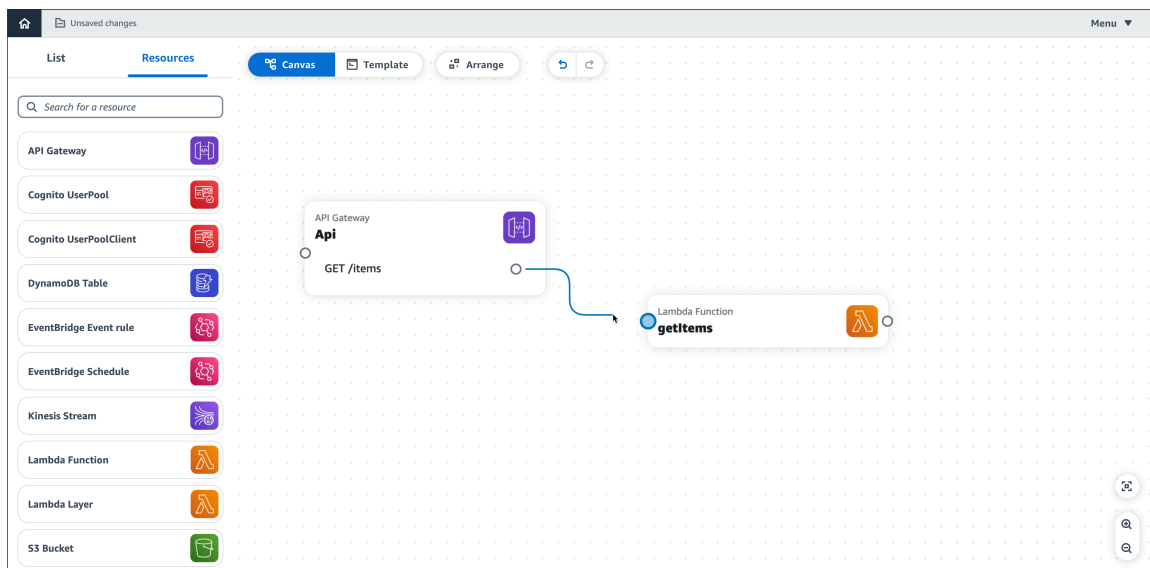 Unsaved changes
Menu ▼
List
Resources
Canvas
Template
Arrange
Search for a resource
API Gateway
Cognito UserPool
Cognito UserPoolClient
DynamoDB Table
EventBridge Event rule
EventBridge Schedule
Kinesis Stream
Lambda Function
Lambda Layer
S3 Bucket
API Gateway
Api
GET /items
Lambda Function
getItems